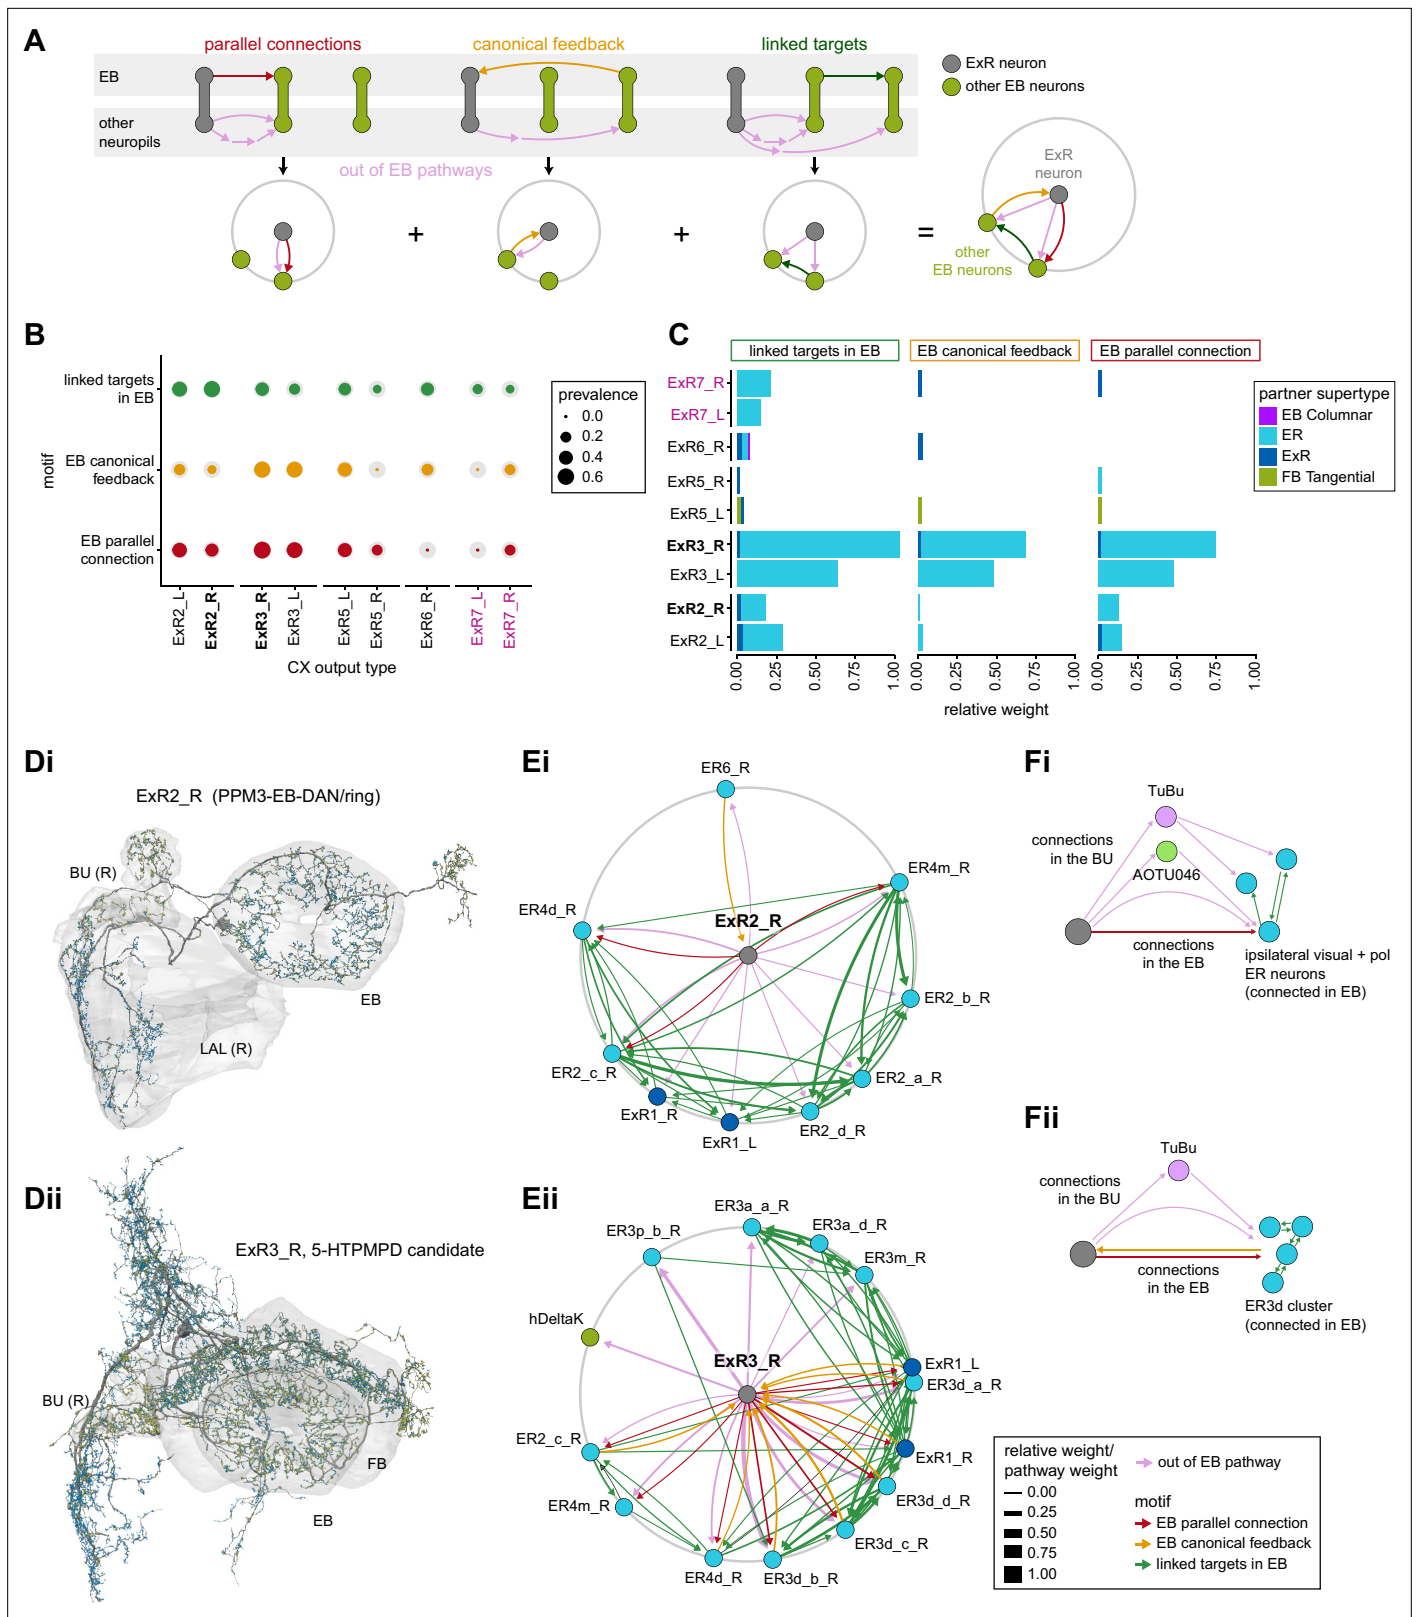 A
parallel connections
canonical feedback
linked targets
EB
other
neuropils
out of EB pathways
ExR neuron
other EB neurons
+
+
=
ExR
neuron
other
EB neurons
B
motif
linked targets
in EB
EB canonical
feedback
EB parallel
connection
ExR2_L
ExR2_R
ExR3_R
ExR3_L
ExR5_L
ExR5_R
ExR6_R
ExR7_L
ExR7_R
CX output type
prevalence
0.0
0.2
0.4
0.6
C
linked targets in EB
EB canonical feedback
EB parallel connection
ExR7_R
ExR7_L
ExR6_R
ExR5_R
ExR5_L
ExR3_R
ExR3_L
ExR2_R
ExR2_L
0.00
0.25
0.50
0.75
1.00
0.00
0.25
0.50
0.75
1.00
0.00
0.25
0.50
0.75
1.00
relative weight
partner supertype
EB Columnar
ER
ExR
FB Tangential
Di
ExR2_R (PPM3-EB-DAN/ring)
BU (R)
EB
LAL (R)
Ei
ER6_R
ER4m_R
ExR2_R
ER4d_R
ER2_b_R
ER2_c_R
ER2_a_R
ExR1_R
ER2_d_R
ExR1_L
Fi
TuBu
connections
in the BU
AOTU046
connections
in the EB
ipsilateral visual + pol
ER neurons
(connected in EB)
Dii
ExR3_R, 5-HTPMPD candidate
BU (R)
FB
EB
Eii
ER3a_a_R
ER3a_d_R
ER3p_b_R
ER3m_R
hDeltaK
ExR3_R
ExR1_L
ER3d_a_R
ER2_c_R
ExR1_R
ER3d_d_R
ER4m_R
ER3d_c_R
ER4d_R
ER3d_b_R
Fii
TuBu
connections
in the BU
connections
in the EB
ER3d cluster
(connected in EB)
relative weight/
pathway weight
0.00
0.25
0.50
0.75
1.00
out of EB pathway
motif
EB parallel connection
EB canonical feedback
linked targets in EB